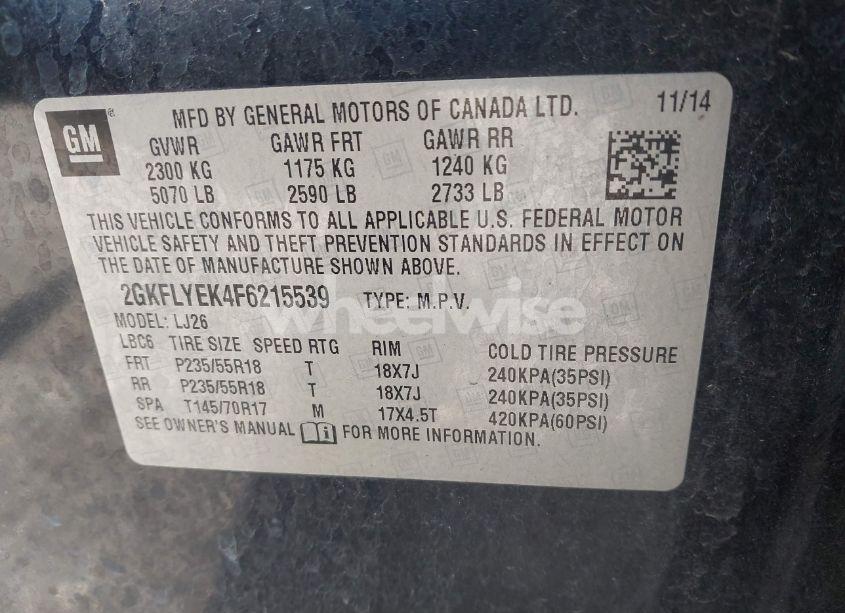 GM ®
MFD BY GENERAL MOTORS OF CANADA LTD. 11/14
GVWR GAWR FRT GAWR RR
2300 KG 1175 KG 1240 KG
5070 LB 2590 LB 2733 LB
THIS VEHICLE CONFORMS TO ALL APPLICABLE U.S. FEDERAL MOTOR
VEHICLE SAFETY AND THEFT PREVENTION STANDARDS IN EFFECT ON
THE DATE OF MANUFACTURE SHOWN ABOVE.
2GKFLYEK4F6215539 TYPE: M.P.V.
wheelwise
MODEL: LJ26
LBC6 TIRE SIZE SPEED RTG RIM COLD TIRE PRESSURE
FRT P235/55R18 T 18X7J 240KPA(35PSI)
RR P235/55R18 T 18X7J 240KPA(35PSI)
SPA T145/70R17 M 17X4.5T 420KPA(60PSI)
SEE OWNER'S MANUAL i FOR MORE INFORMATION.